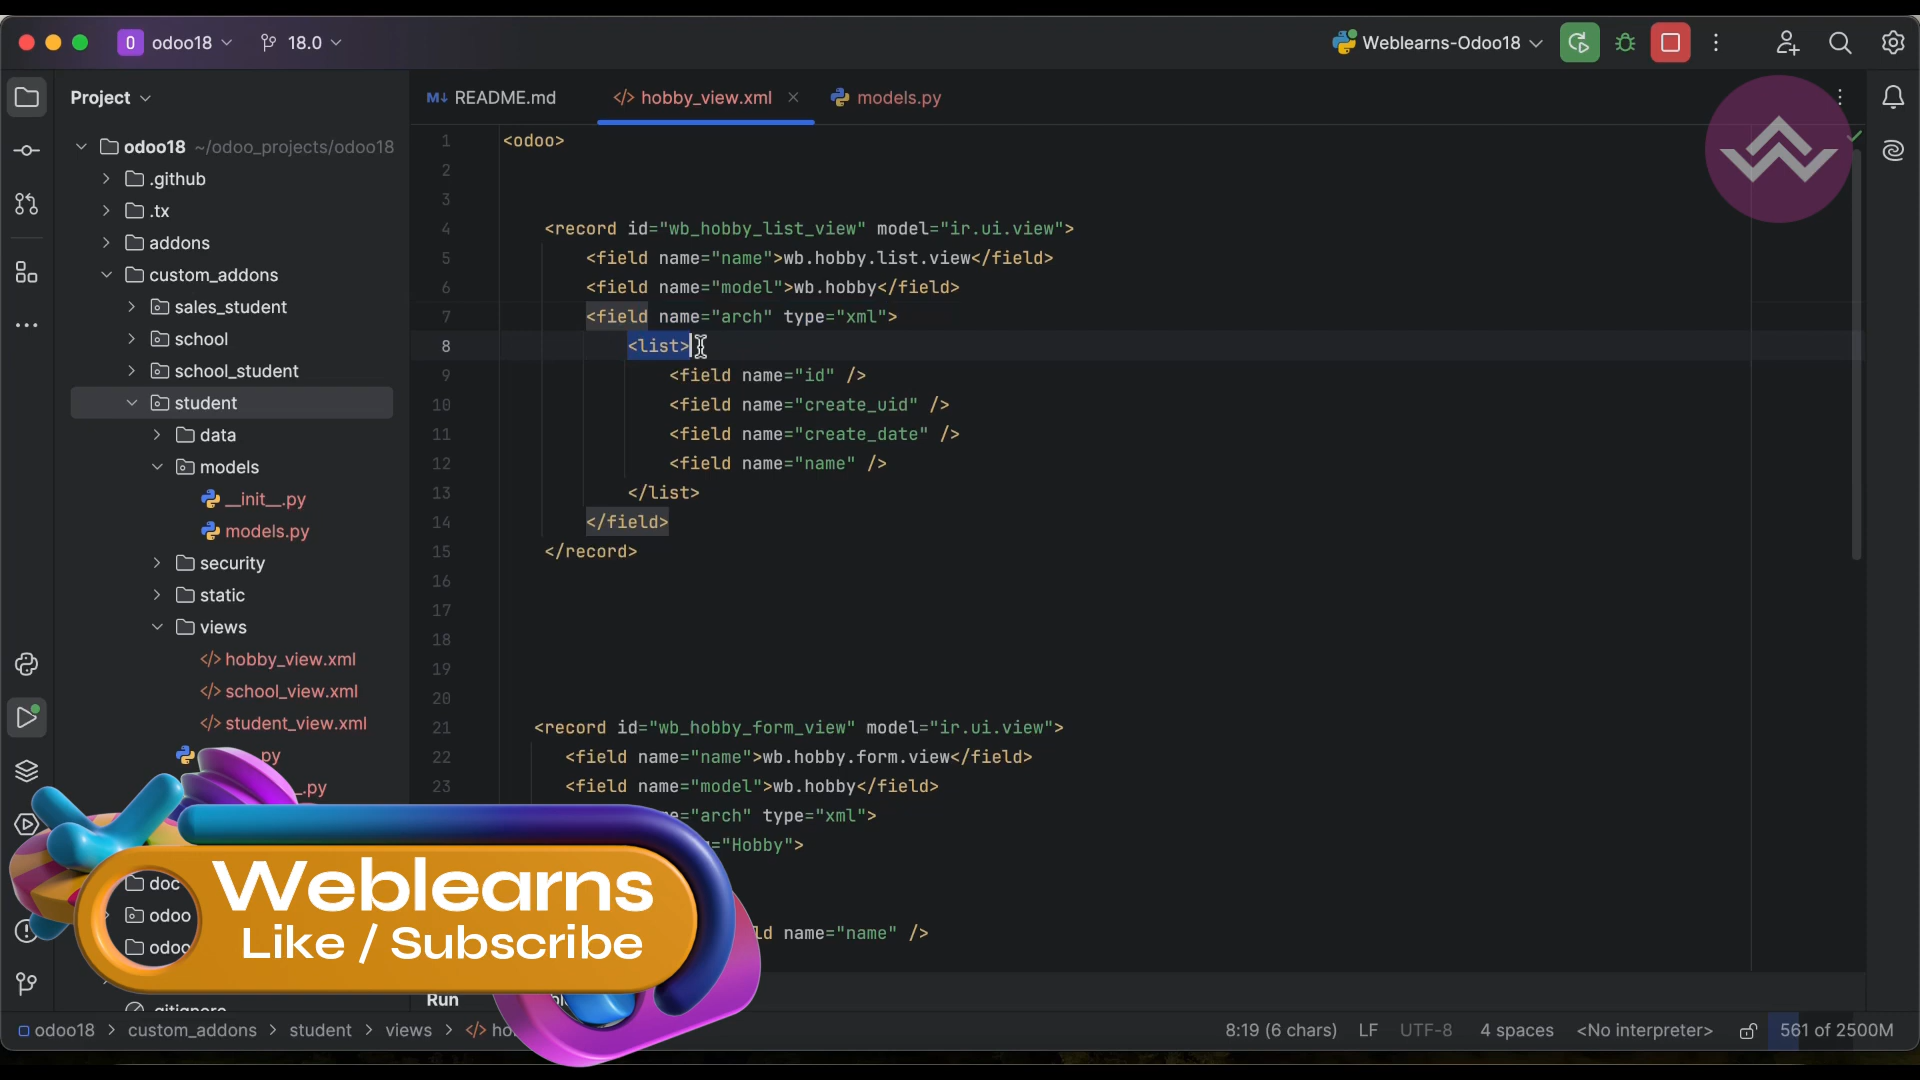 odoo18
18.0
Weblearns-Odoo18
Project
README.md
hobby_view.xml
models.py
odoo18 ~/odoo_projects/odoo18
.github
.tx
addons
custom_addons
sales_student
school
school_student
student
data
models
__init__.py
models.py
security
static
views
hobby_view.xml
school_view.xml
student_view.xml
py
_.py
doc
odoo
odoo
1 <odoo>
2
3
4 <record id="wb_hobby_list_view" model="ir.ui.view">
5 <field name="name">wb.hobby.list.view</field>
6 <field name="model">wb.hobby</field>
7 <field name="arch" type="xml">
8 <list>
9 <field name="id" />
10 <field name="create_uid" />
11 <field name="create_date" />
12 <field name="name" />
13 </list>
14 </field>
15 </record>
16
17
18
19
20
21 <record id="wb_hobby_form_view" model="ir.ui.view">
22 <field name="name">wb.hobby.form.view</field>
23 <field name="model">wb.hobby</field>
="arch" type="xml">
="Hobby">
ld name="name" />
Weblearns
Like / Subscribe
Run
odoo18 > custom_addons > student > views > </> ho
8:19 (6 chars) LF UTF-8 4 spaces <No interpreter> 561 of 2500M